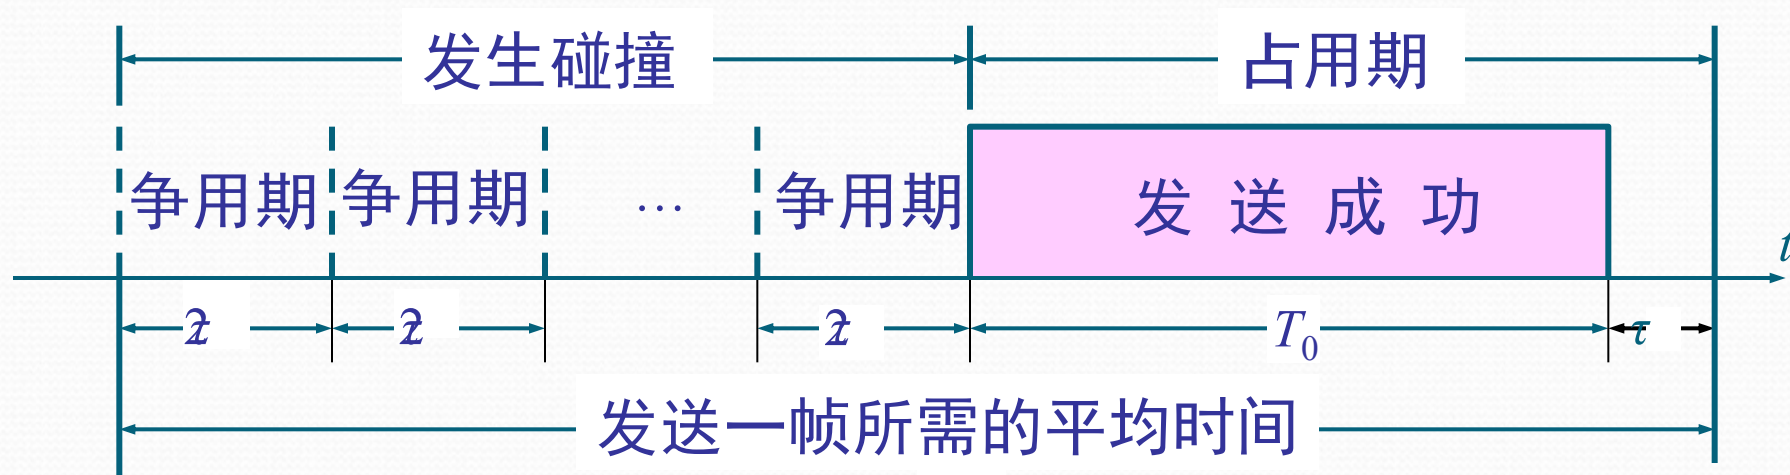 发生碰撞 占用期
争用期 争用期 … 争用期 发送成功
t
2τ 2τ 2τ T0 τ
发送一帧所需的平均时间